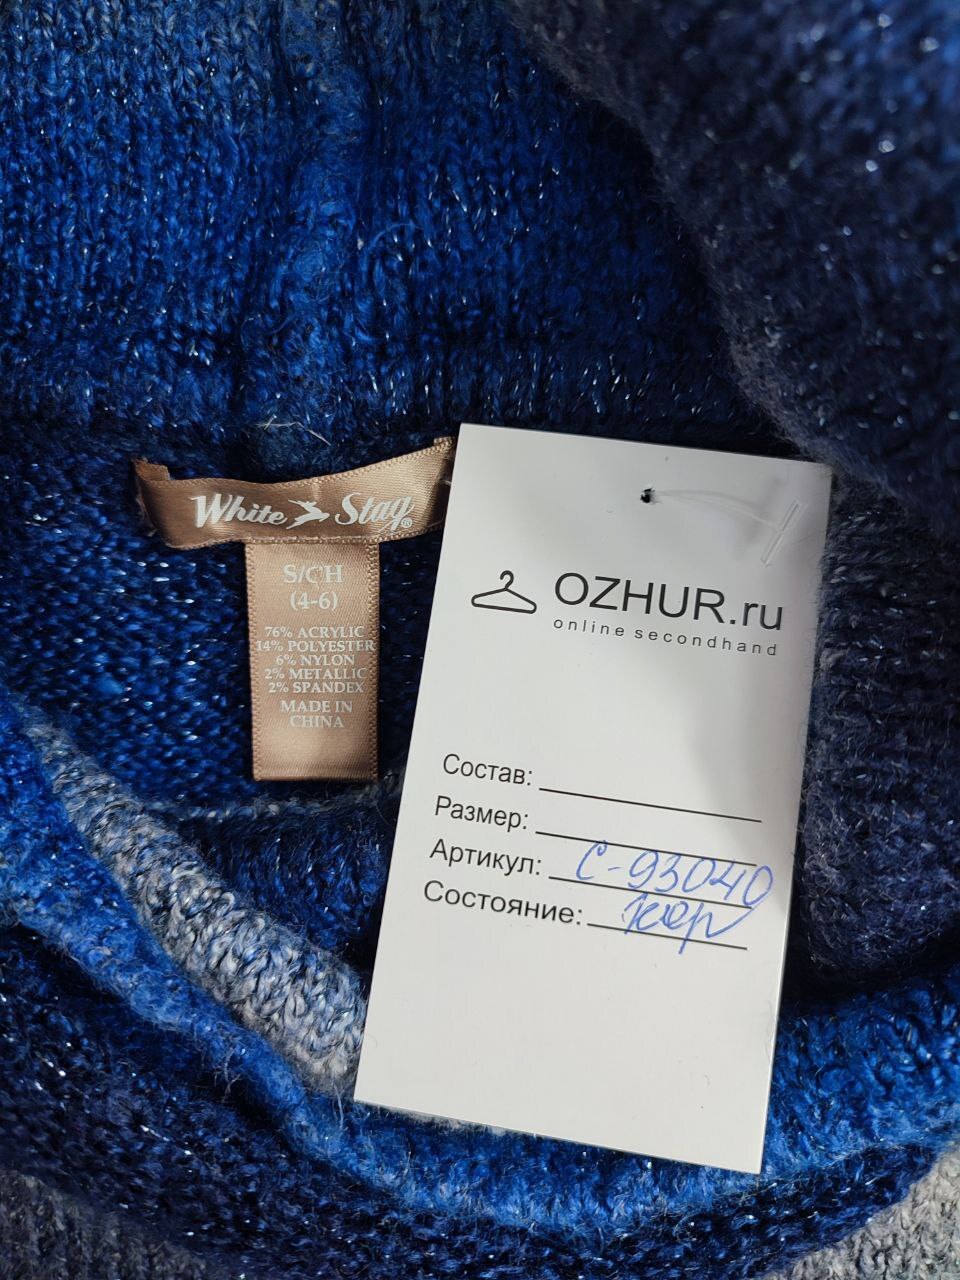 White Stag®
S/CH
(4-6)
76% ACRYLIC
14% POLYESTER
6% NYLON
2% METALLIC
2% SPANDEX
MADE IN
CHINA
OZHUR.ru
online secondhand
Состав:
Размер:
Артикул: С-93040
Состояние: